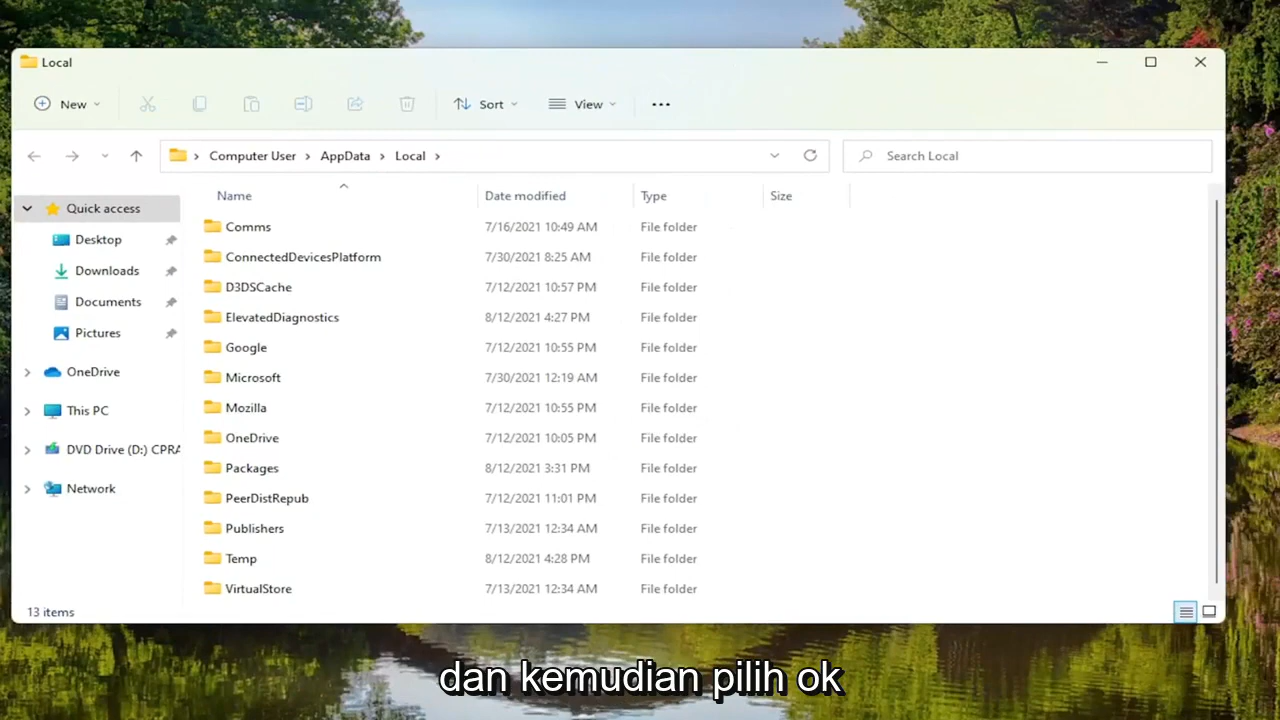 Local
New
Sort
View
Computer User
AppData
Local
Search Local
Name
Date modified
Type
Size
Quick access
Desktop
Downloads
Documents
Pictures
OneDrive
This PC
DVD Drive (D:) CPRA
Network
Comms 7/16/2021 10:49 AM File folder
ConnectedDevicesPlatform 7/30/2021 8:25 AM File folder
D3DSCache 7/12/2021 10:57 PM File folder
ElevatedDiagnostics 8/12/2021 4:27 PM File folder
Google 7/12/2021 10:55 PM File folder
Microsoft 7/30/2021 12:19 AM File folder
Mozilla 7/12/2021 10:55 PM File folder
OneDrive 7/12/2021 10:05 PM File folder
Packages 8/12/2021 3:31 PM File folder
PeerDistRepub 7/12/2021 11:01 PM File folder
Publishers 7/13/2021 12:34 AM File folder
Temp 8/12/2021 4:28 PM File folder
VirtualStore 7/13/2021 12:34 AM File folder
13 items
dan kemudian pilih ok